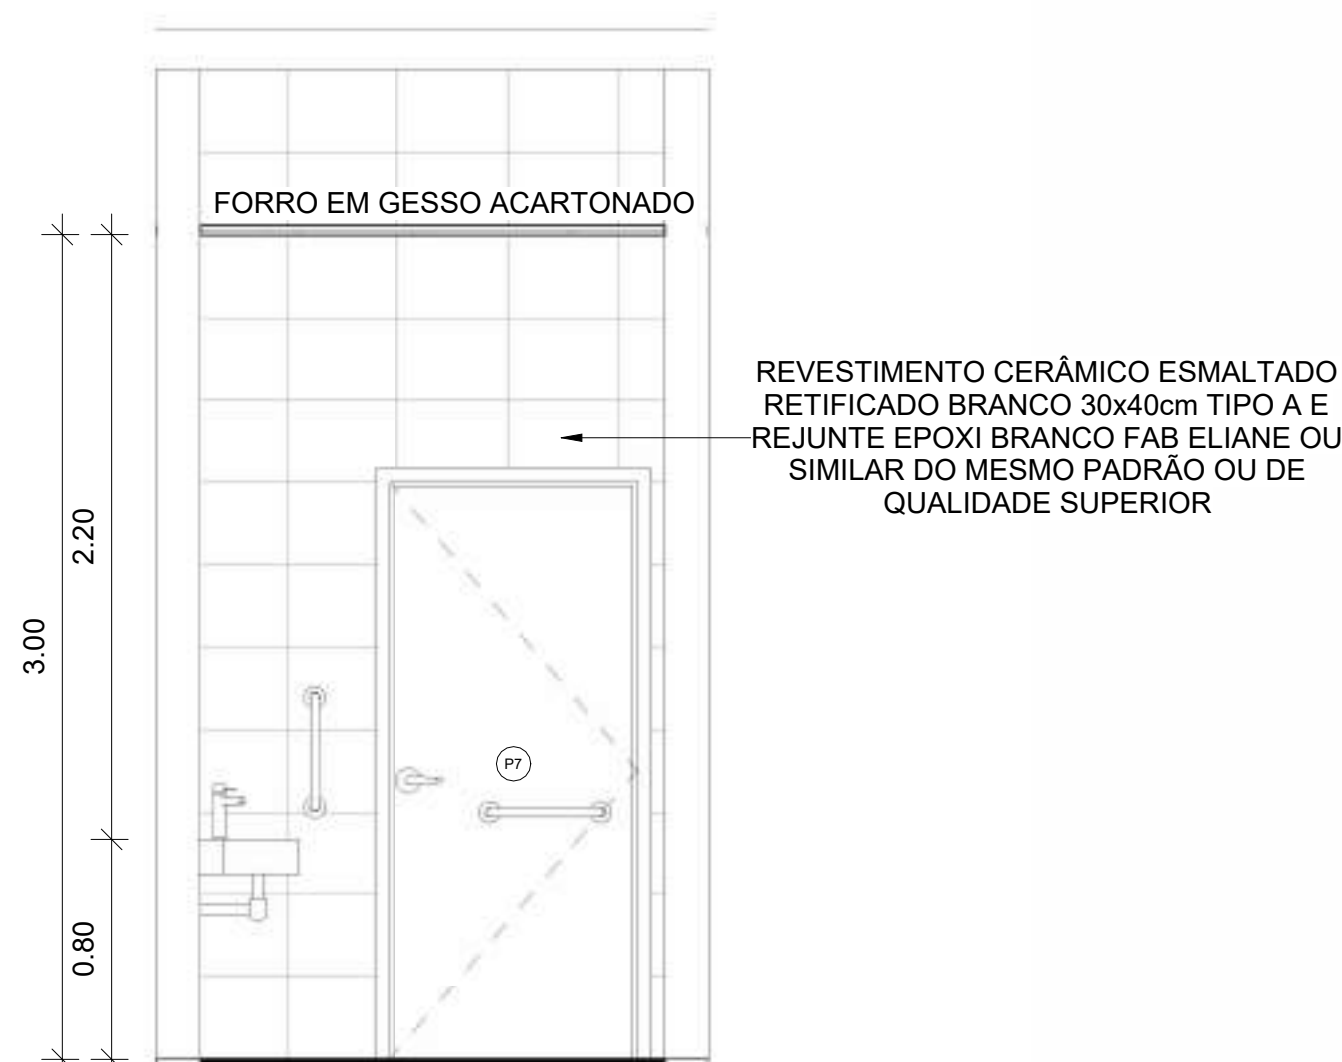 FORRO EM GESSO ACARTONADO
REVESTIMENTO CERÂMICO ESMALTADO
RETIFICADO BRANCO 30x40cm TIPO A E
REJUNTE EPOXI BRANCO FAB ELIANE OU
SIMILAR DO MESMO PADRÃO OU DE
QUALIDADE SUPERIOR
2.20
3.00
P7
0.80